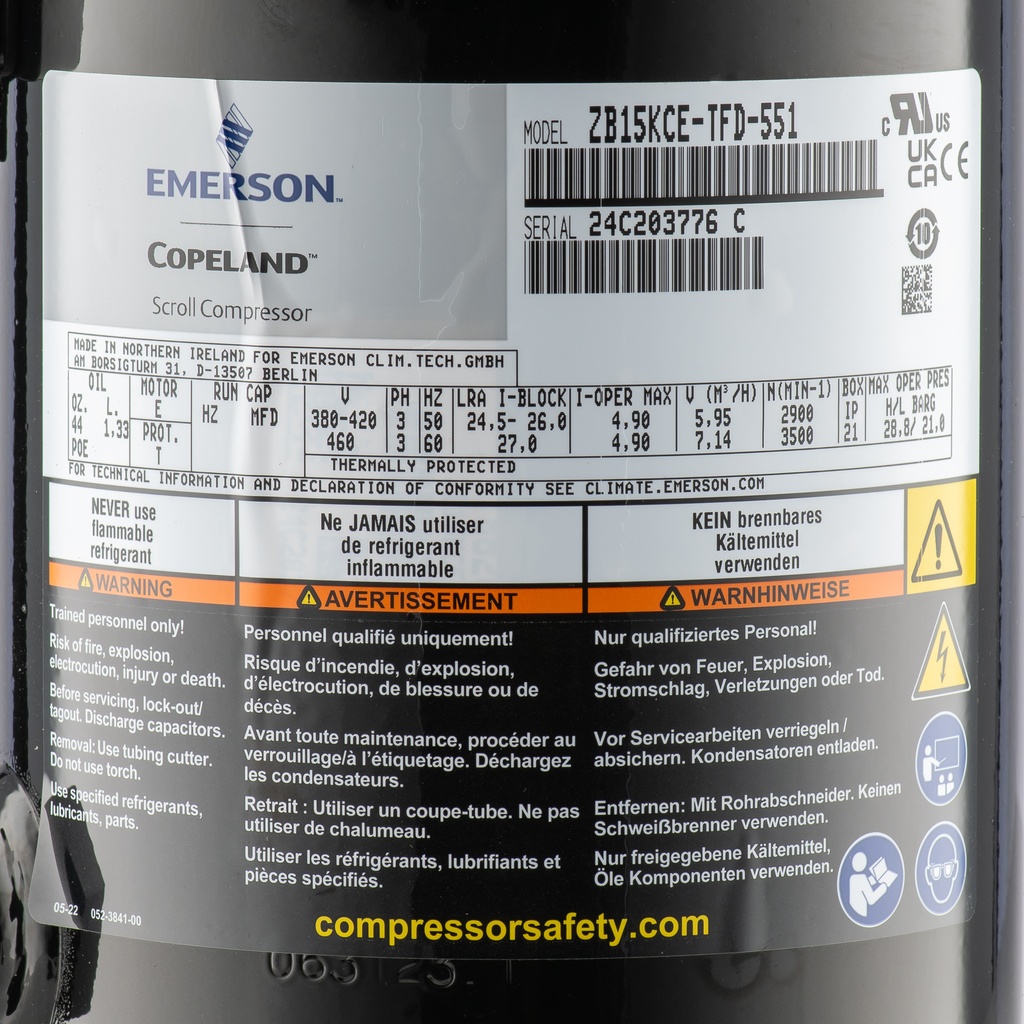 EMERSON™
COPELAND™
Scroll Compressor
MODEL ZB15KCE-TFD-551
SERIAL 24C203776 C
C RU US
UK
CA CE
10
MADE IN NORTHERN IRELAND FOR EMERSON CLIM.TECH.GMBH
AM BORSIGTURM 31, D-13507 BERLIN
OIL MOTOR RUN CAP V PH HZ LRA I-BLOCK I-OPER MAX V (M³/H) N(MIN-1) BOX MAX OPER PRES
OZ. L. E HZ MFD 380-420 3 50 24,5- 26,0 4,90 5,95 2900 IP H/L BARG
44 1,33 PROT. 460 3 60 27,0 4,90 7,14 3500 21 28,8/ 21,0
POE T
THERMALLY PROTECTED
FOR TECHNICAL INFORMATION AND DECLARATION OF CONFORMITY SEE CLIMATE.EMERSON.COM
NEVER use
flammable
refrigerant
WARNING
Trained personnel only!
Risk of fire, explosion,
electrocution, injury or death.
Before servicing, lock-out/
tagout. Discharge capacitors.
Removal: Use tubing cutter.
Do not use torch.
Use specified refrigerants,
lubricants, parts.
Ne JAMAIS utiliser
de refrigerant
inflammable
AVERTISSEMENT
Personnel qualifié uniquement!
Risque d'incendie, d'explosion,
d'électrocution, de blessure ou de
décès.
Avant toute maintenance, procéder au
verrouillage/à l'étiquetage. Déchargez
les condensateurs.
Retrait : Utiliser un coupe-tube. Ne pas
utiliser de chalumeau.
Utiliser les réfrigérants, lubrifiants et
pièces spécifiés.
KEIN brennbares
Kältemittel
verwenden
WARNHINWEISE
Nur qualifiziertes Personal!
Gefahr von Feuer, Explosion,
Stromschlag, Verletzungen oder Tod.
Vor Servicearbeiten verriegeln /
absichern. Kondensatoren entladen.
Entfernen: Mit Rohrabschneider. Keinen
Schweißbrenner verwenden.
Nur freigegebene Kältemittel,
Öle Komponenten verwenden.
05-22 052-3841-00
compressorsafety.com